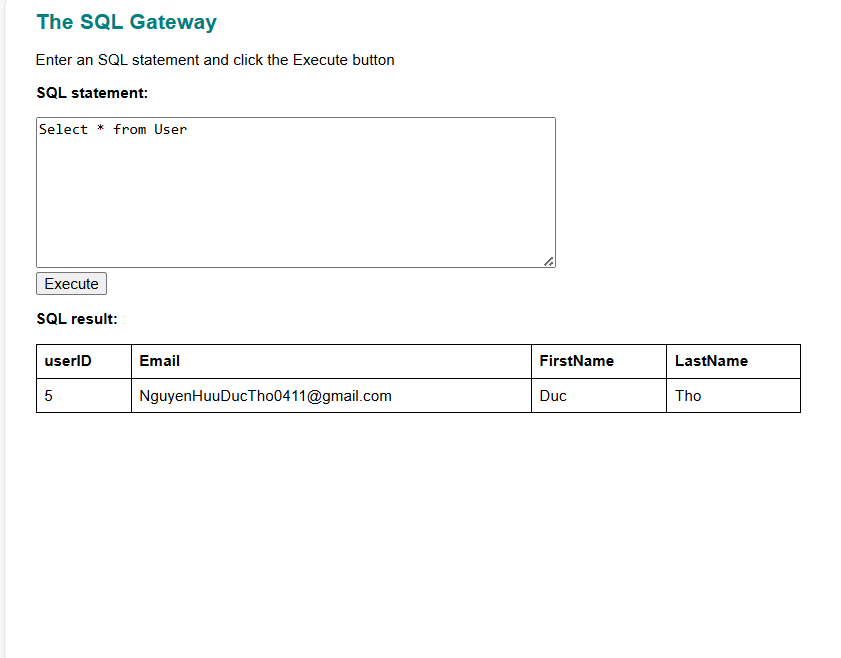 The SQL Gateway
Enter an SQL statement and click the Execute button
SQL statement:
Select * from User
Execute
SQL result:
userID Email FirstName LastName
5 NguyenHuuDucTho0411@gmail.com Duc Tho